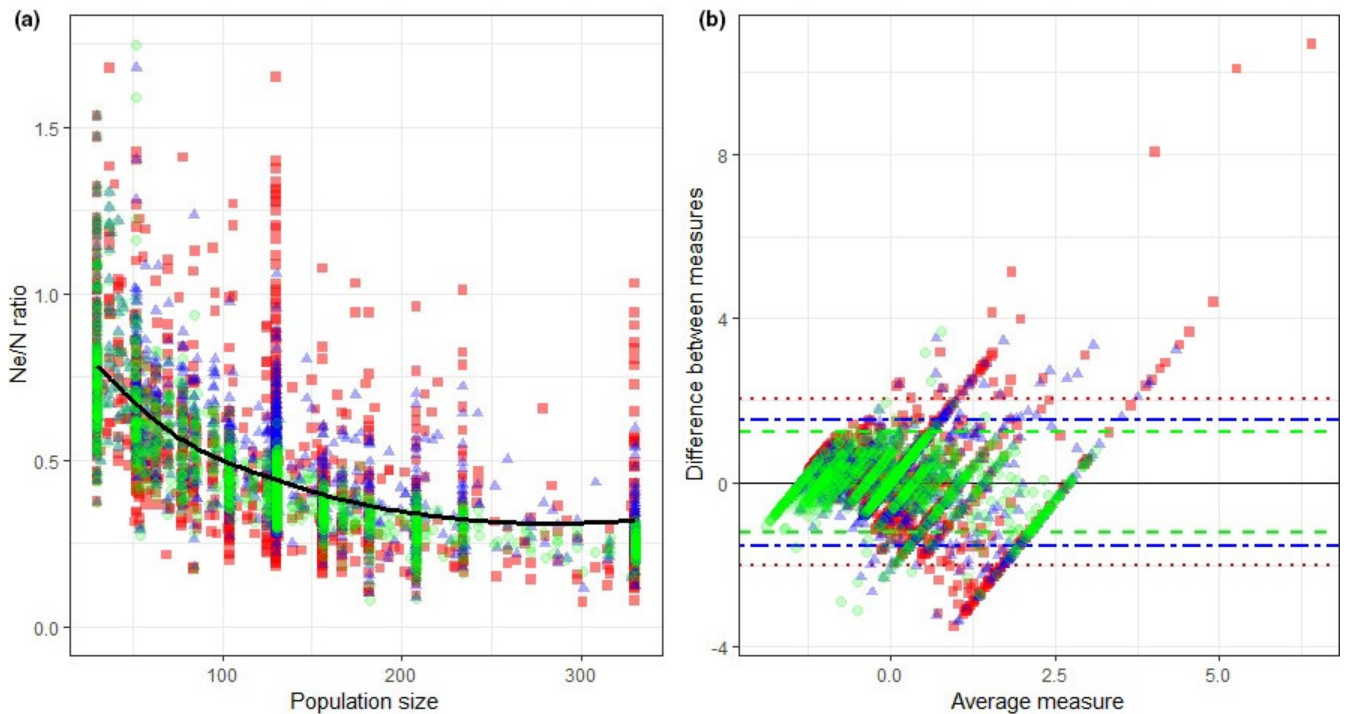 (a)
Ne/N ratio
1.5
1.0
0.5
0.0
100
200
300
Population size
(b)
Difference between measures
8
4
0
-4
0.0
2.5
5.0
Average measure